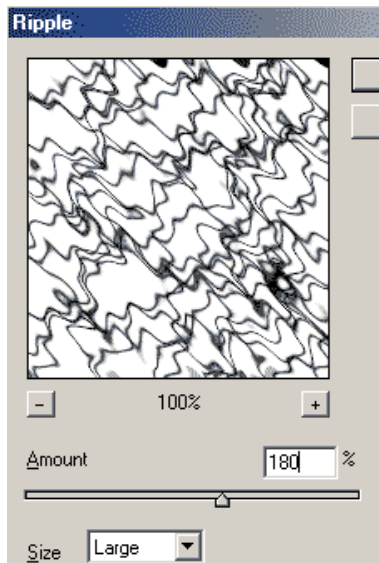 Ripple
-
100%
+
Amount
180
%
Size
Large